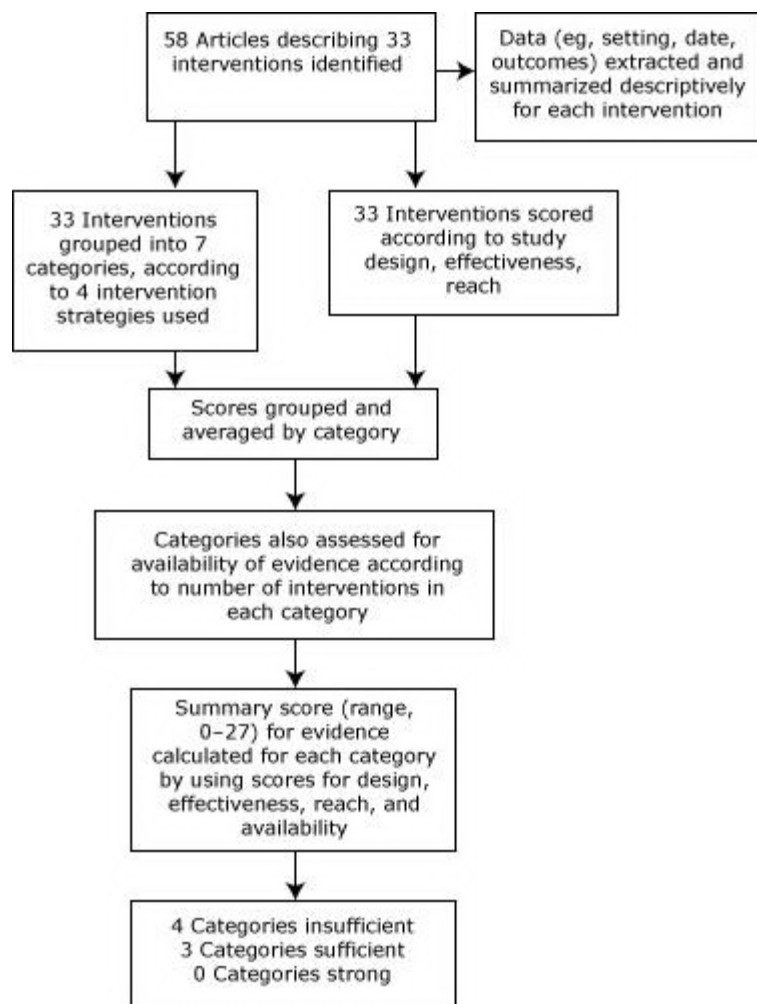 58 Articles describing 33
interventions identified
Data (eg, setting, date,
outcomes) extracted and
summarized descriptively
for each intervention
33 Interventions
grouped into 7
categories, according
to 4 intervention
strategies used
33 Interventions scored
according to study
design, effectiveness,
reach
Scores grouped and
averaged by category
Categories also assessed for
availability of evidence according
to number of interventions in
each category
Summary score (range,
0–27) for evidence
calculated for each category
by using scores for design,
effectiveness, reach, and
availability
4 Categories insufficient
3 Categories sufficient
0 Categories strong